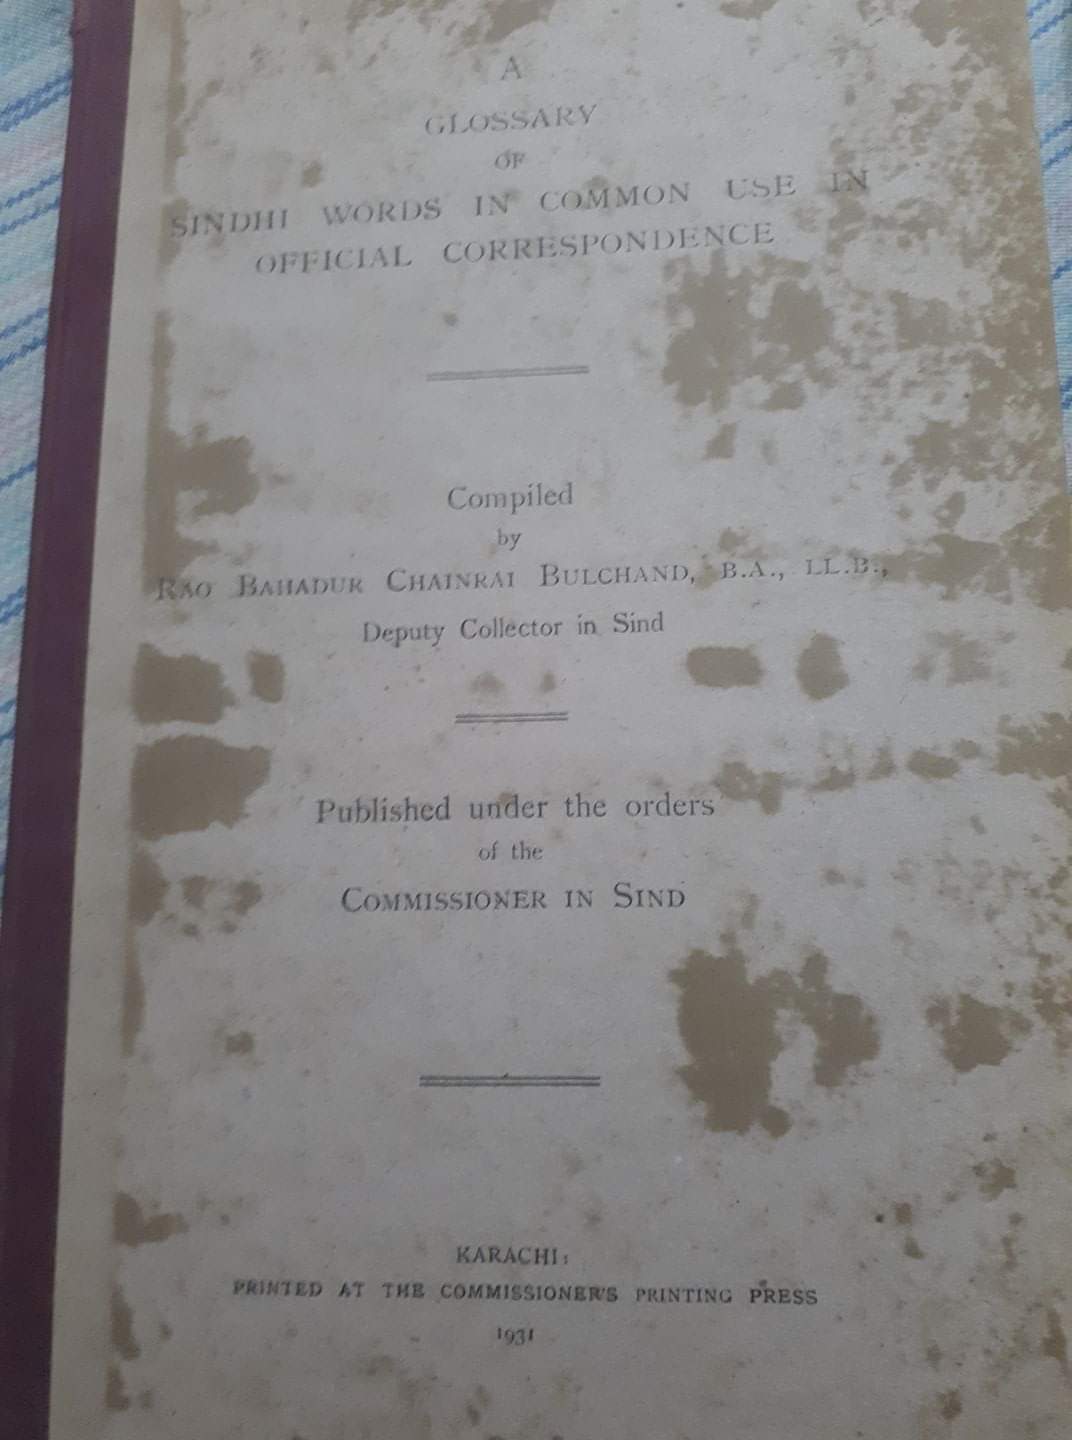 A
GLOSSARY
OF
SINDHI WORDS IN COMMON USE IN
OFFICIAL CORRESPONDENCE
Compiled
by
RAO BAHADUR CHAINRAI BULCHAND, B.A., LL.B.,
Deputy Collector in Sind
Published under the orders
of the
COMMISSIONER IN SIND
KARACHI:
PRINTED AT THE COMMISSIONER'S PRINTING PRESS
1931